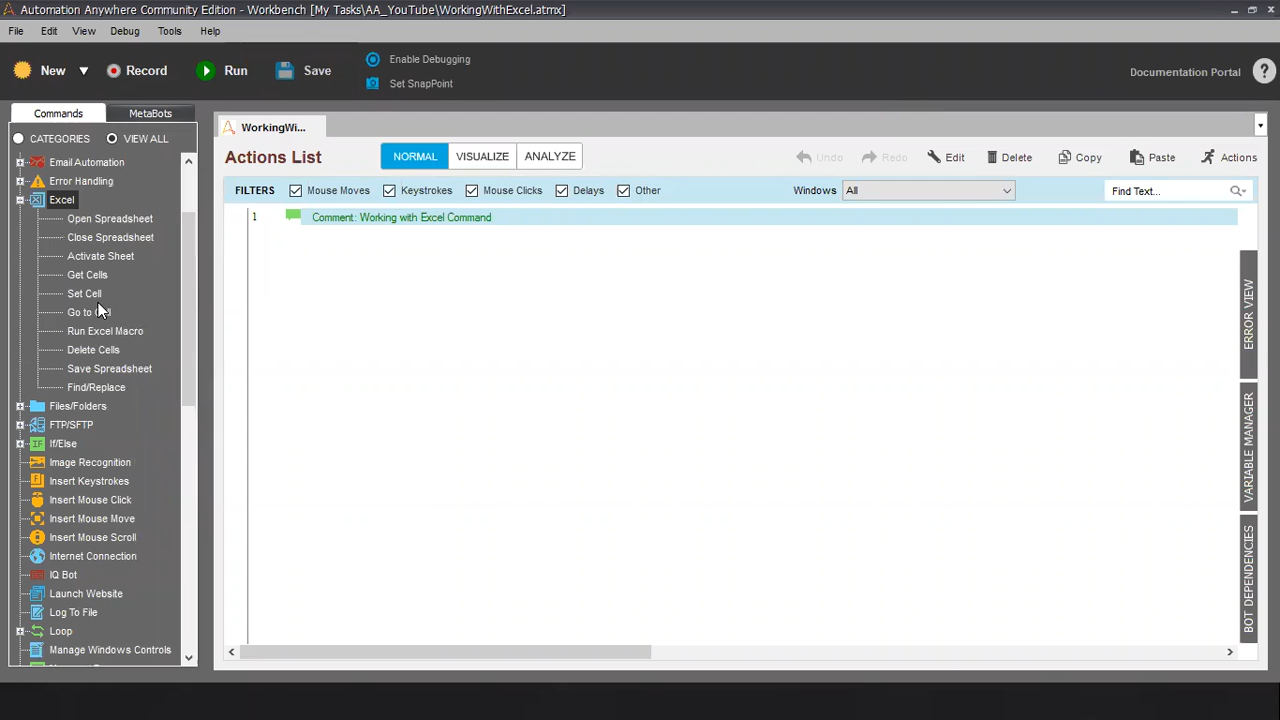 Automation Anywhere Community Edition - Workbench [My Tasks\AA_YouTube\WorkingWithExcel.atmx]
File Edit View Debug Tools Help
New Record Run Save
Enable Debugging
Set SnapPoint
Documentation Portal ?
Commands MetaBots
CATEGORIES VIEW ALL
Email Automation
Error Handling
Excel
Open Spreadsheet
Close Spreadsheet
Activate Sheet
Get Cells
Set Cell
Go to
Run Excel Macro
Delete Cells
Save Spreadsheet
Find/Replace
Files/Folders
FTP/SFTP
IF If/Else
Image Recognition
Insert Keystrokes
Insert Mouse Click
Insert Mouse Move
Insert Mouse Scroll
Internet Connection
IQ Bot
Launch Website
Log To File
Loop
Manage Windows Controls
WorkingWi...
Actions List NORMAL VISUALIZE ANALYZE Undo Redo Edit Delete Copy Paste Actions
FILTERS Mouse Moves Keystrokes Mouse Clicks Delays Other Windows All Find Text...
1 Comment: Working with Excel Command
ERROR VIEW
VARIABLE MANAGER
BOT DEPENDENCIES